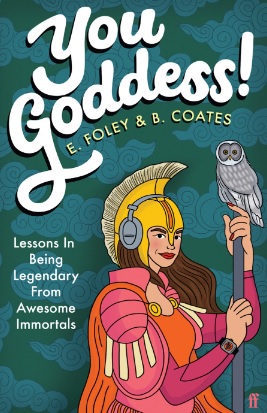 You
Goddess!
E. FOLEY & B. COATES
Lessons In
Being
Legendary
From
Awesome
Immortals
ff